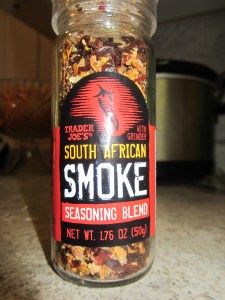 TRADER JOE'S®
WITH GRINDER
SOUTH AFRICAN
SMOKE
SEASONING BLEND
NET WT. 1.76 OZ (50g)